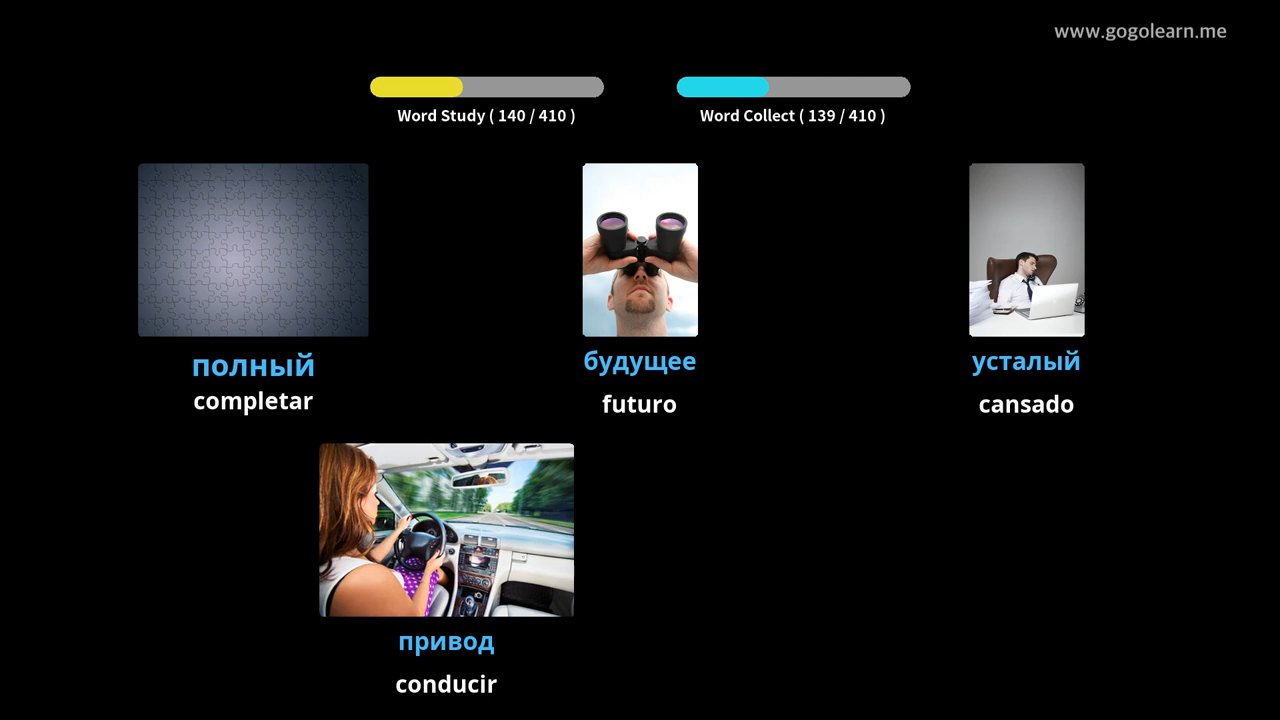 www.gogolearn.me
Word Study ( 140 / 410 )
Word Collect ( 139 / 410 )
полный
completar
будущее
futuro
усталый
cansado
привод
conducir